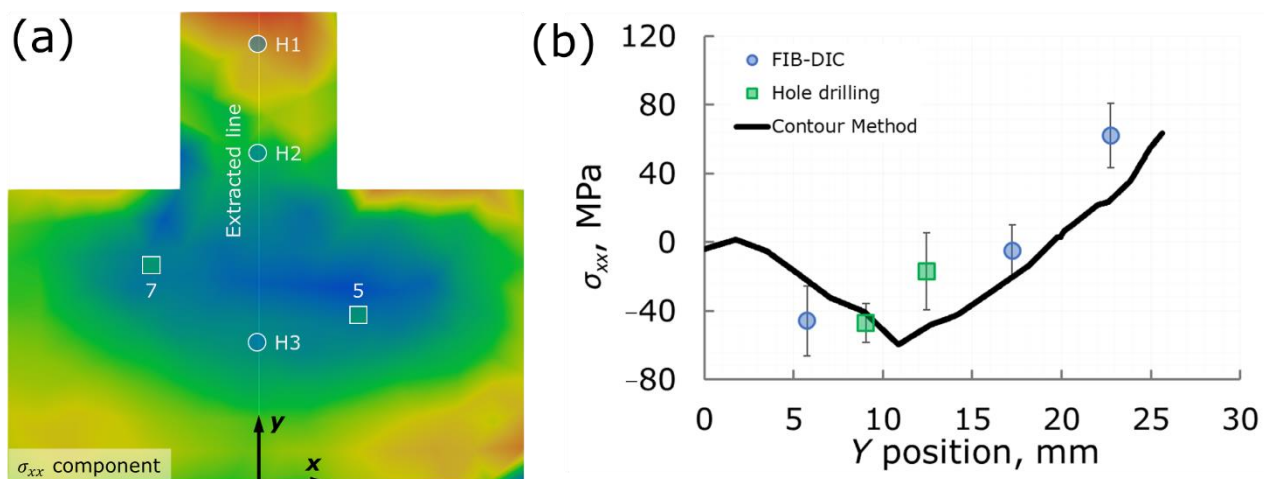 (a)
H1
Extracted line
H2
7
5
H3
y
x
σxx component
(b)
120
80
40
0
−40
−80
σxx, MPa
FIB-DIC
Hole drilling
Contour Method
0 5 10 15 20 25 30
Y position, mm